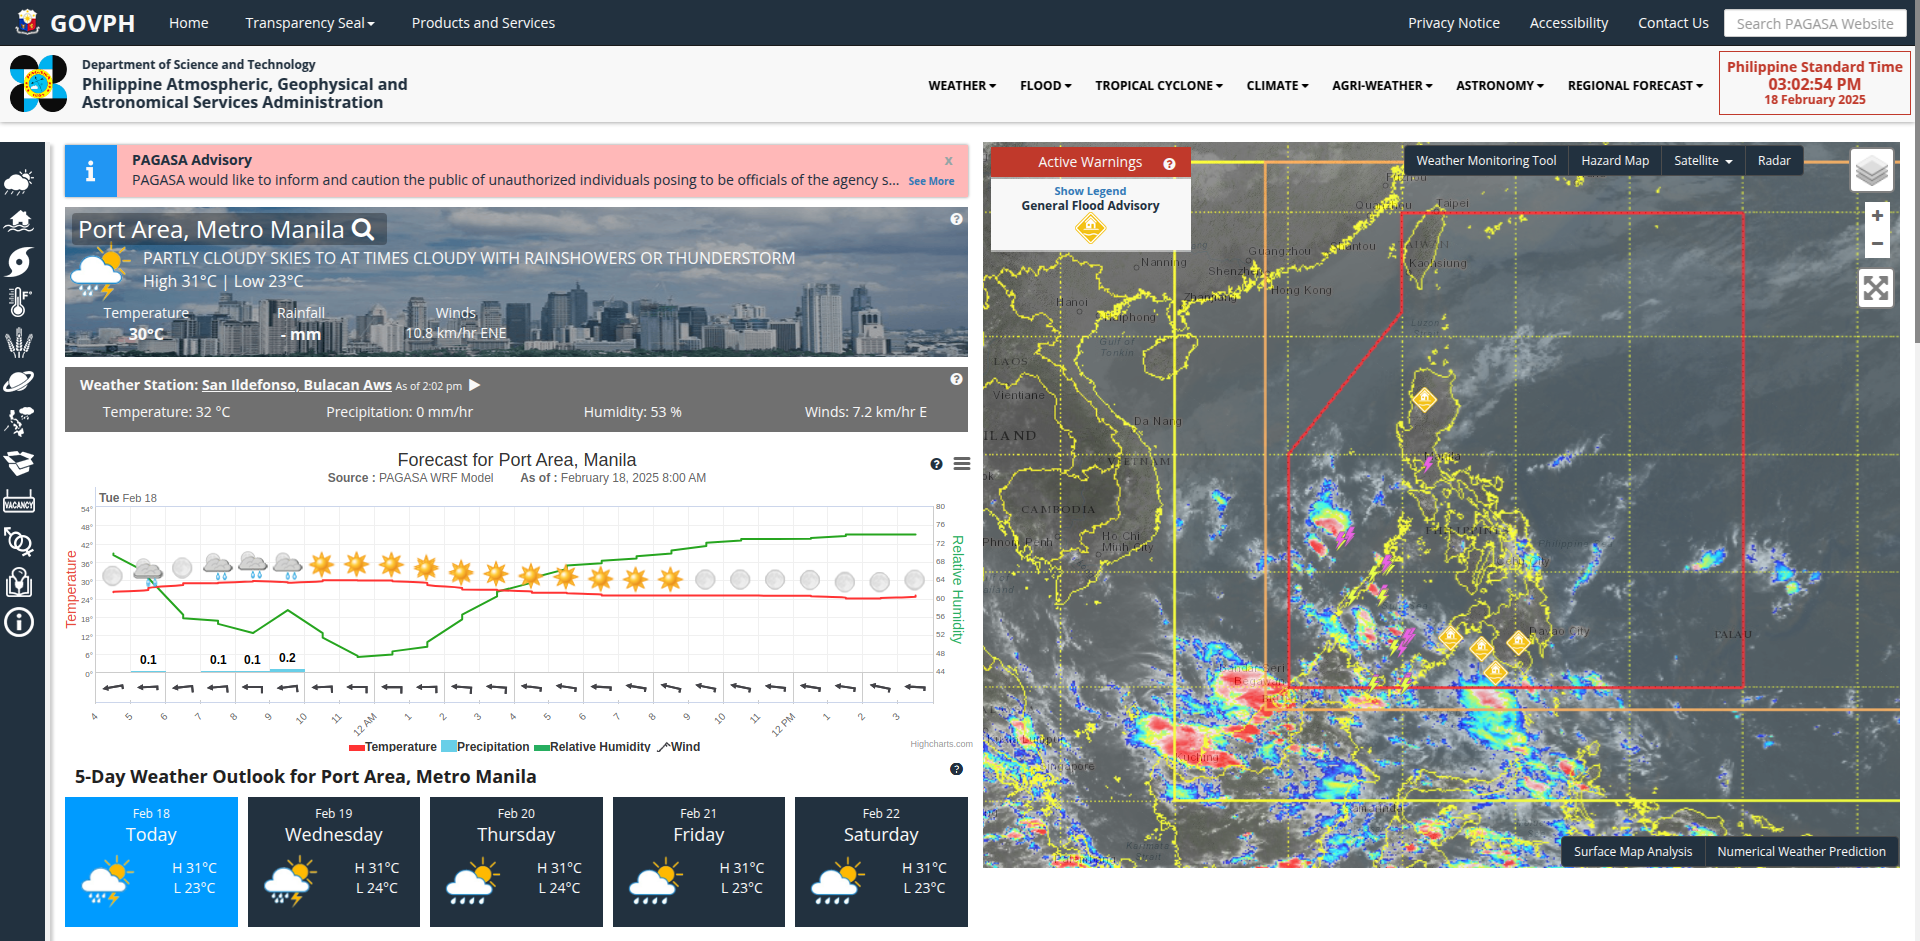 GOVPH
Home
Transparency Seal
Products and Services
Privacy Notice
Accessibility
Contact Us
Search PAGASA Website
Department of Science and Technology
Philippine Atmospheric, Geophysical and
Astronomical Services Administration
WEATHER
FLOOD
TROPICAL CYCLONE
CLIMATE
AGRI-WEATHER
ASTRONOMY
REGIONAL FORECAST
Philippine Standard Time
03:02:54 PM
18 February 2025
VACANCY
PAGASA Advisory
x
PAGASA would like to inform and caution the public of unauthorized individuals posing to be officials of the agency s... See More
Port Area, Metro Manila
PARTLY CLOUDY SKIES TO AT TIMES CLOUDY WITH RAINSHOWERS OR THUNDERSTORM
High 31°C | Low 23°C
Temperature
Rainfall
Winds
30°C
- mm
10.8 km/hr ENE
Weather Station: San Ildefonso, Bulacan Aws As of 2:02 pm
Temperature: 32 °C
Precipitation: 0 mm/hr
Humidity: 53 %
Winds: 7.2 km/hr E
Forecast for Port Area, Manila
Source : PAGASA WRF Model As of : February 18, 2025 8:00 AM
Tue Feb 18
54°
48°
42°
36°
30°
24°
18°
12°
6°
0°
Temperature
80
76
72
68
64
60
56
52
48
44
Relative Humidity
0.1
0.1
0.1
0.2
4 5 6 7 8 9 10 11 12 AM 1 2 3 4 5 6 7 8 9 10 11 12 PM 1 2 3
Temperature Precipitation Relative Humidity Wind
Highcharts.com
5-Day Weather Outlook for Port Area, Metro Manila
Feb 18
Today
H 31°C
L 23°C
Feb 19
Wednesday
H 31°C
L 24°C
Feb 20
Thursday
H 31°C
L 24°C
Feb 21
Friday
H 31°C
L 23°C
Feb 22
Saturday
H 31°C
L 23°C
Active Warnings
Show Legend
General Flood Advisory
Weather Monitoring Tool
Hazard Map
Satellite
Radar
+
−
Taipei
Guangzhou
Nanning
Shenzhen
Kaohsiung
Hong Kong
Zhanjiang
Hanoi
Gulf of
Tonkin
Luzon
LAOS
Vientiane
Da Nang
VIETNAM
CAMBODIA
Phnom Penh
Ho Chi
Minh City
Davao City
PALAU
Kuching
Surface Map Analysis
Numerical Weather Prediction